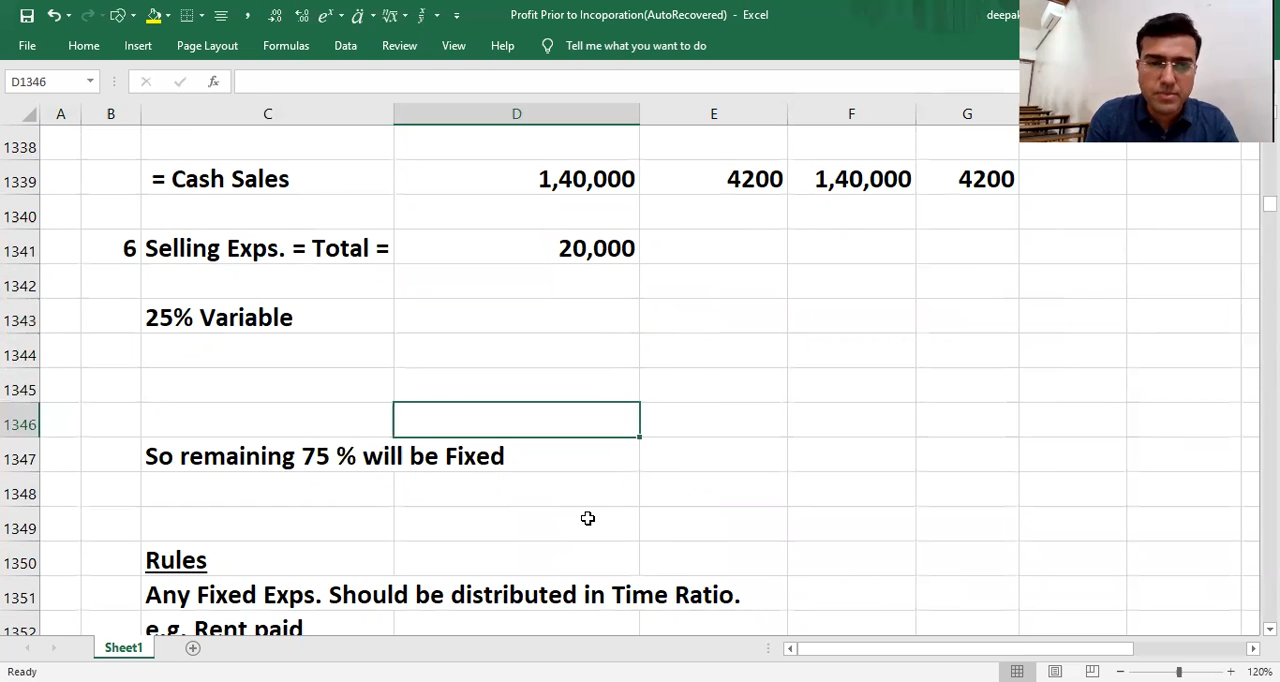 Profit Prior to Incoporation(AutoRecovered) - Excel
deepak
File Home Insert Page Layout Formulas Data Review View Help Tell me what you want to do
D1346 fx
A B C D E F G
1338
1339 = Cash Sales 1,40,000 4200 1,40,000 4200
1340
1341 6 Selling Exps. = Total = 20,000
1342
1343 25% Variable
1344
1345
1346
1347 So remaining 75 % will be Fixed
1348
1349
1350 Rules
1351 Any Fixed Exps. Should be distributed in Time Ratio.
1352 e.g. Rent paid
Sheet1
Ready 120%